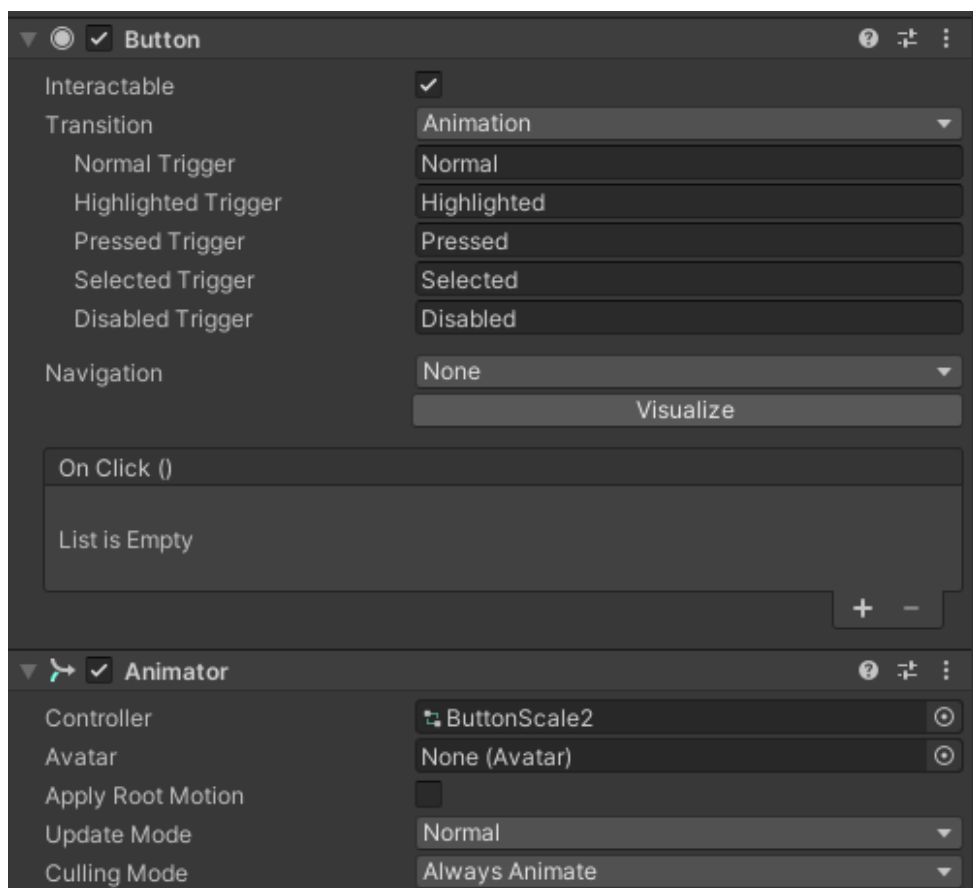 Button
Interactable
Transition Animation
Normal Trigger Normal
Highlighted Trigger Highlighted
Pressed Trigger Pressed
Selected Trigger Selected
Disabled Trigger Disabled
Navigation None
Visualize
On Click ()
List is Empty
+ −
Animator
Controller ButtonScale2
Avatar None (Avatar)
Apply Root Motion
Update Mode Normal
Culling Mode Always Animate